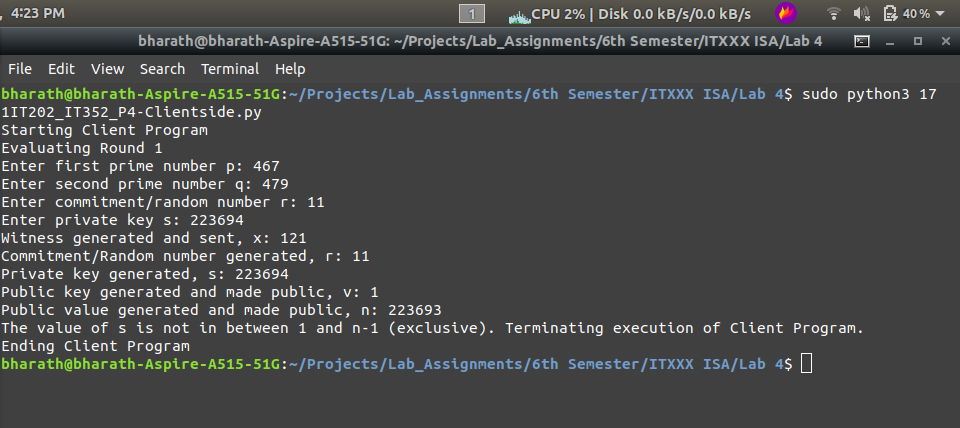 4:23 PM
1
CPU 2% | Disk 0.0 kB/s/0.0 kB/s
40%
bharath@bharath-Aspire-A515-51G: ~/Projects/Lab_Assignments/6th Semester/ITXXX ISA/Lab 4
File Edit View Search Terminal Help
bharath@bharath-Aspire-A515-51G:~/Projects/Lab_Assignments/6th Semester/ITXXX ISA/Lab 4$ sudo python3 17
1IT202_IT352_P4-Clientside.py
Starting Client Program
Evaluating Round 1
Enter first prime number p: 467
Enter second prime number q: 479
Enter commitment/random number r: 11
Enter private key s: 223694
Witness generated and sent, x: 121
Commitment/Random number generated, r: 11
Private key generated, s: 223694
Public key generated and made public, v: 1
Public value generated and made public, n: 223693
The value of s is not in between 1 and n-1 (exclusive). Terminating execution of Client Program.
Ending Client Program
bharath@bharath-Aspire-A515-51G:~/Projects/Lab_Assignments/6th Semester/ITXXX ISA/Lab 4$